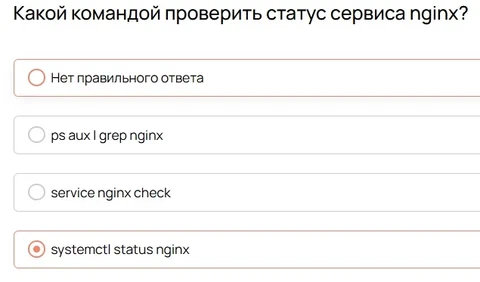 Какой командой проверить статус сервиса nginx?
Нет правильного ответа
ps aux | grep nginx
service nginx check
systemctl status nginx